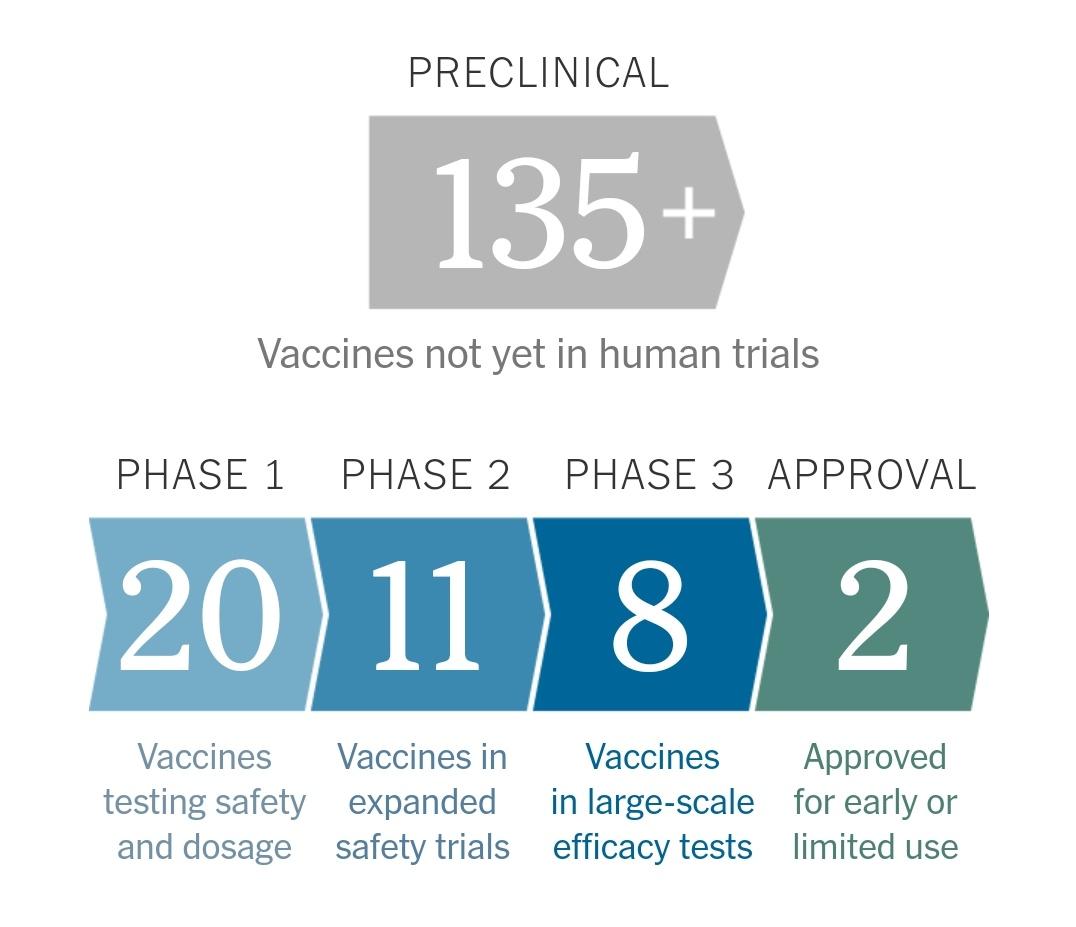 PRECLINICAL
135+
Vaccines not yet in human trials
PHASE 1
20
Vaccines
testing safety
and dosage
PHASE 2
11
Vaccines in
expanded
safety trials
PHASE 3
8
Vaccines
in large-scale
efficacy tests
APPROVAL
2
Approved
for early or
limited use